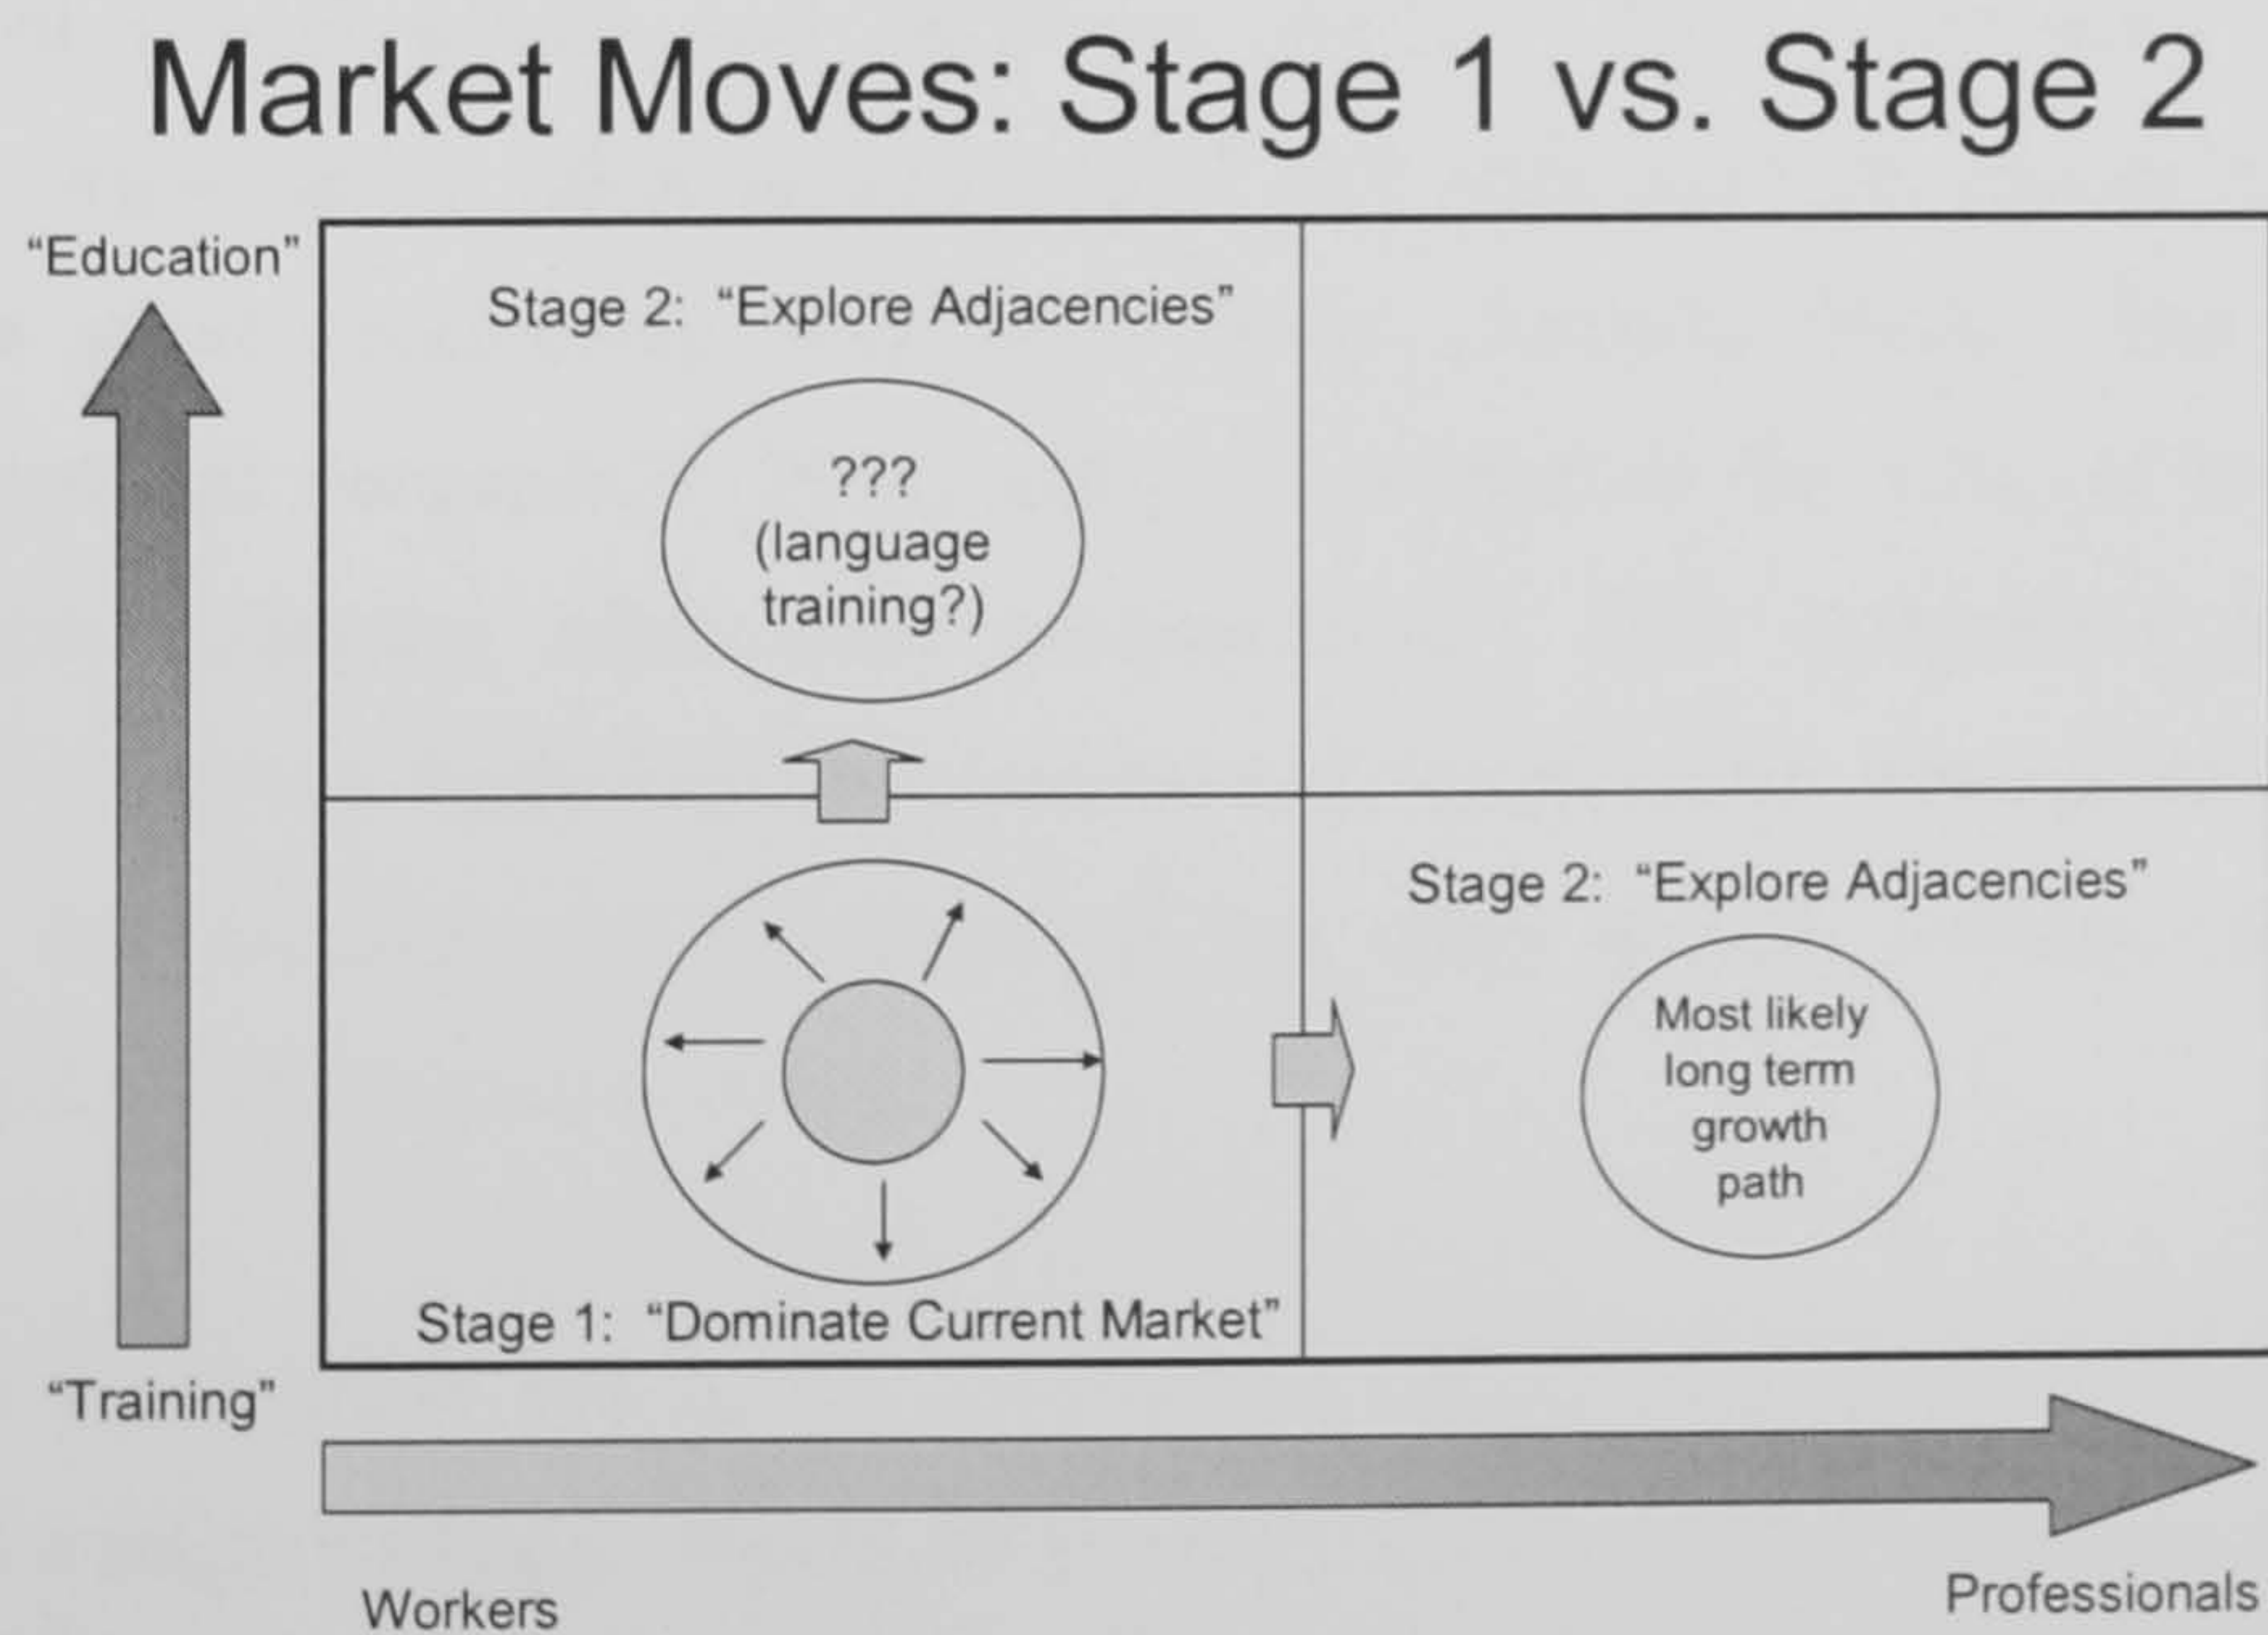 Market Moves: Stage 1 vs. Stage 2
“Education”
Stage 2: “Explore Adjacencies”
???
(language
training?)
Stage 2: “Explore Adjacencies”
Most likely
long term
growth
path
Stage 1: “Dominate Current Market”
“Training”
Workers
Professionals